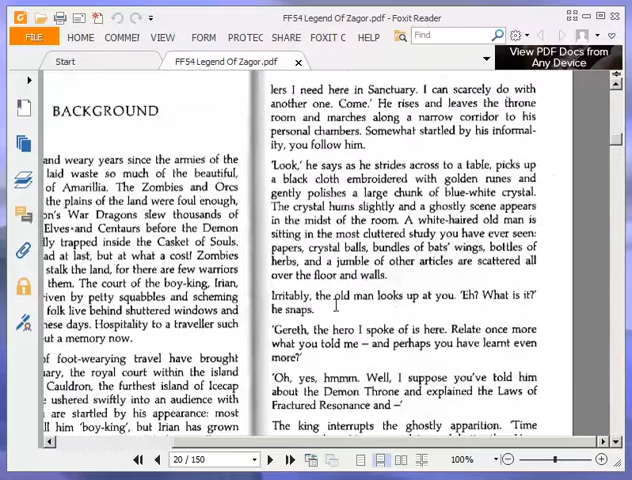 FF54 Legend Of Zagor.pdf - Foxit Reader
FILE HOME COMMEI VIEW FORM PROTEC SHARE FOXIT C HELP Find
Start FF54 Legend Of Zagor.pdf
View PDF Docs from
Any Device
BACKGROUND
and weary years since the armies of the
laid waste so much of the beautiful,
of Amarillia. The Zombies and Orcs
the plains of the land were foul enough,
on's War Dragons slew thousands of
Elves and Centaurs before the Demon
lly trapped inside the Casket of Souls.
ad at last, but at what a cost! Zombies
stalk the land, for there are few warriors
them. The court of the boy-king, Irian,
iven by petty squabbles and scheming
folk live behind shuttered windows and
hese days. Hospitality to a traveller such
ut a memory now.
of foot-wearying travel have brought
uary, the royal court within the island
Cauldron, the furthest island of Icecap
e ushered swiftly into an audience with
are startled by his appearance: most
ll him 'boy-king', but Irian has grown
lers I need here in Sanctuary. I can scarcely do with
another one. Come.' He rises and leaves the throne
room and marches along a narrow corridor to his
personal chambers. Somewhat startled by his informal-
ity, you follow him.
'Look,' he says as he strides across to a table, picks up
a black cloth embroidered with golden runes and
gently polishes a large chunk of blue-white crystal.
The crystal hums slightly and a ghostly scene appears
in the midst of the room. A white-haired old man is
sitting in the most cluttered study you have ever seen:
papers, crystal balls, bundles of bats' wings, bottles of
herbs, and a jumble of other articles are scattered all
over the floor and walls.
Irritably, the old man looks up at you. 'Eh? What is it?'
he snaps.
'Gereth, the hero I spoke of is here. Relate once more
what you told me – and perhaps you have learnt even
more?'
'Oh, yes, hmmm. Well, I suppose you've told him
about the Demon Throne and explained the Laws of
Fractured Resonance and –'
The king interrupts the ghostly apparition. 'Time
20 / 150
100%